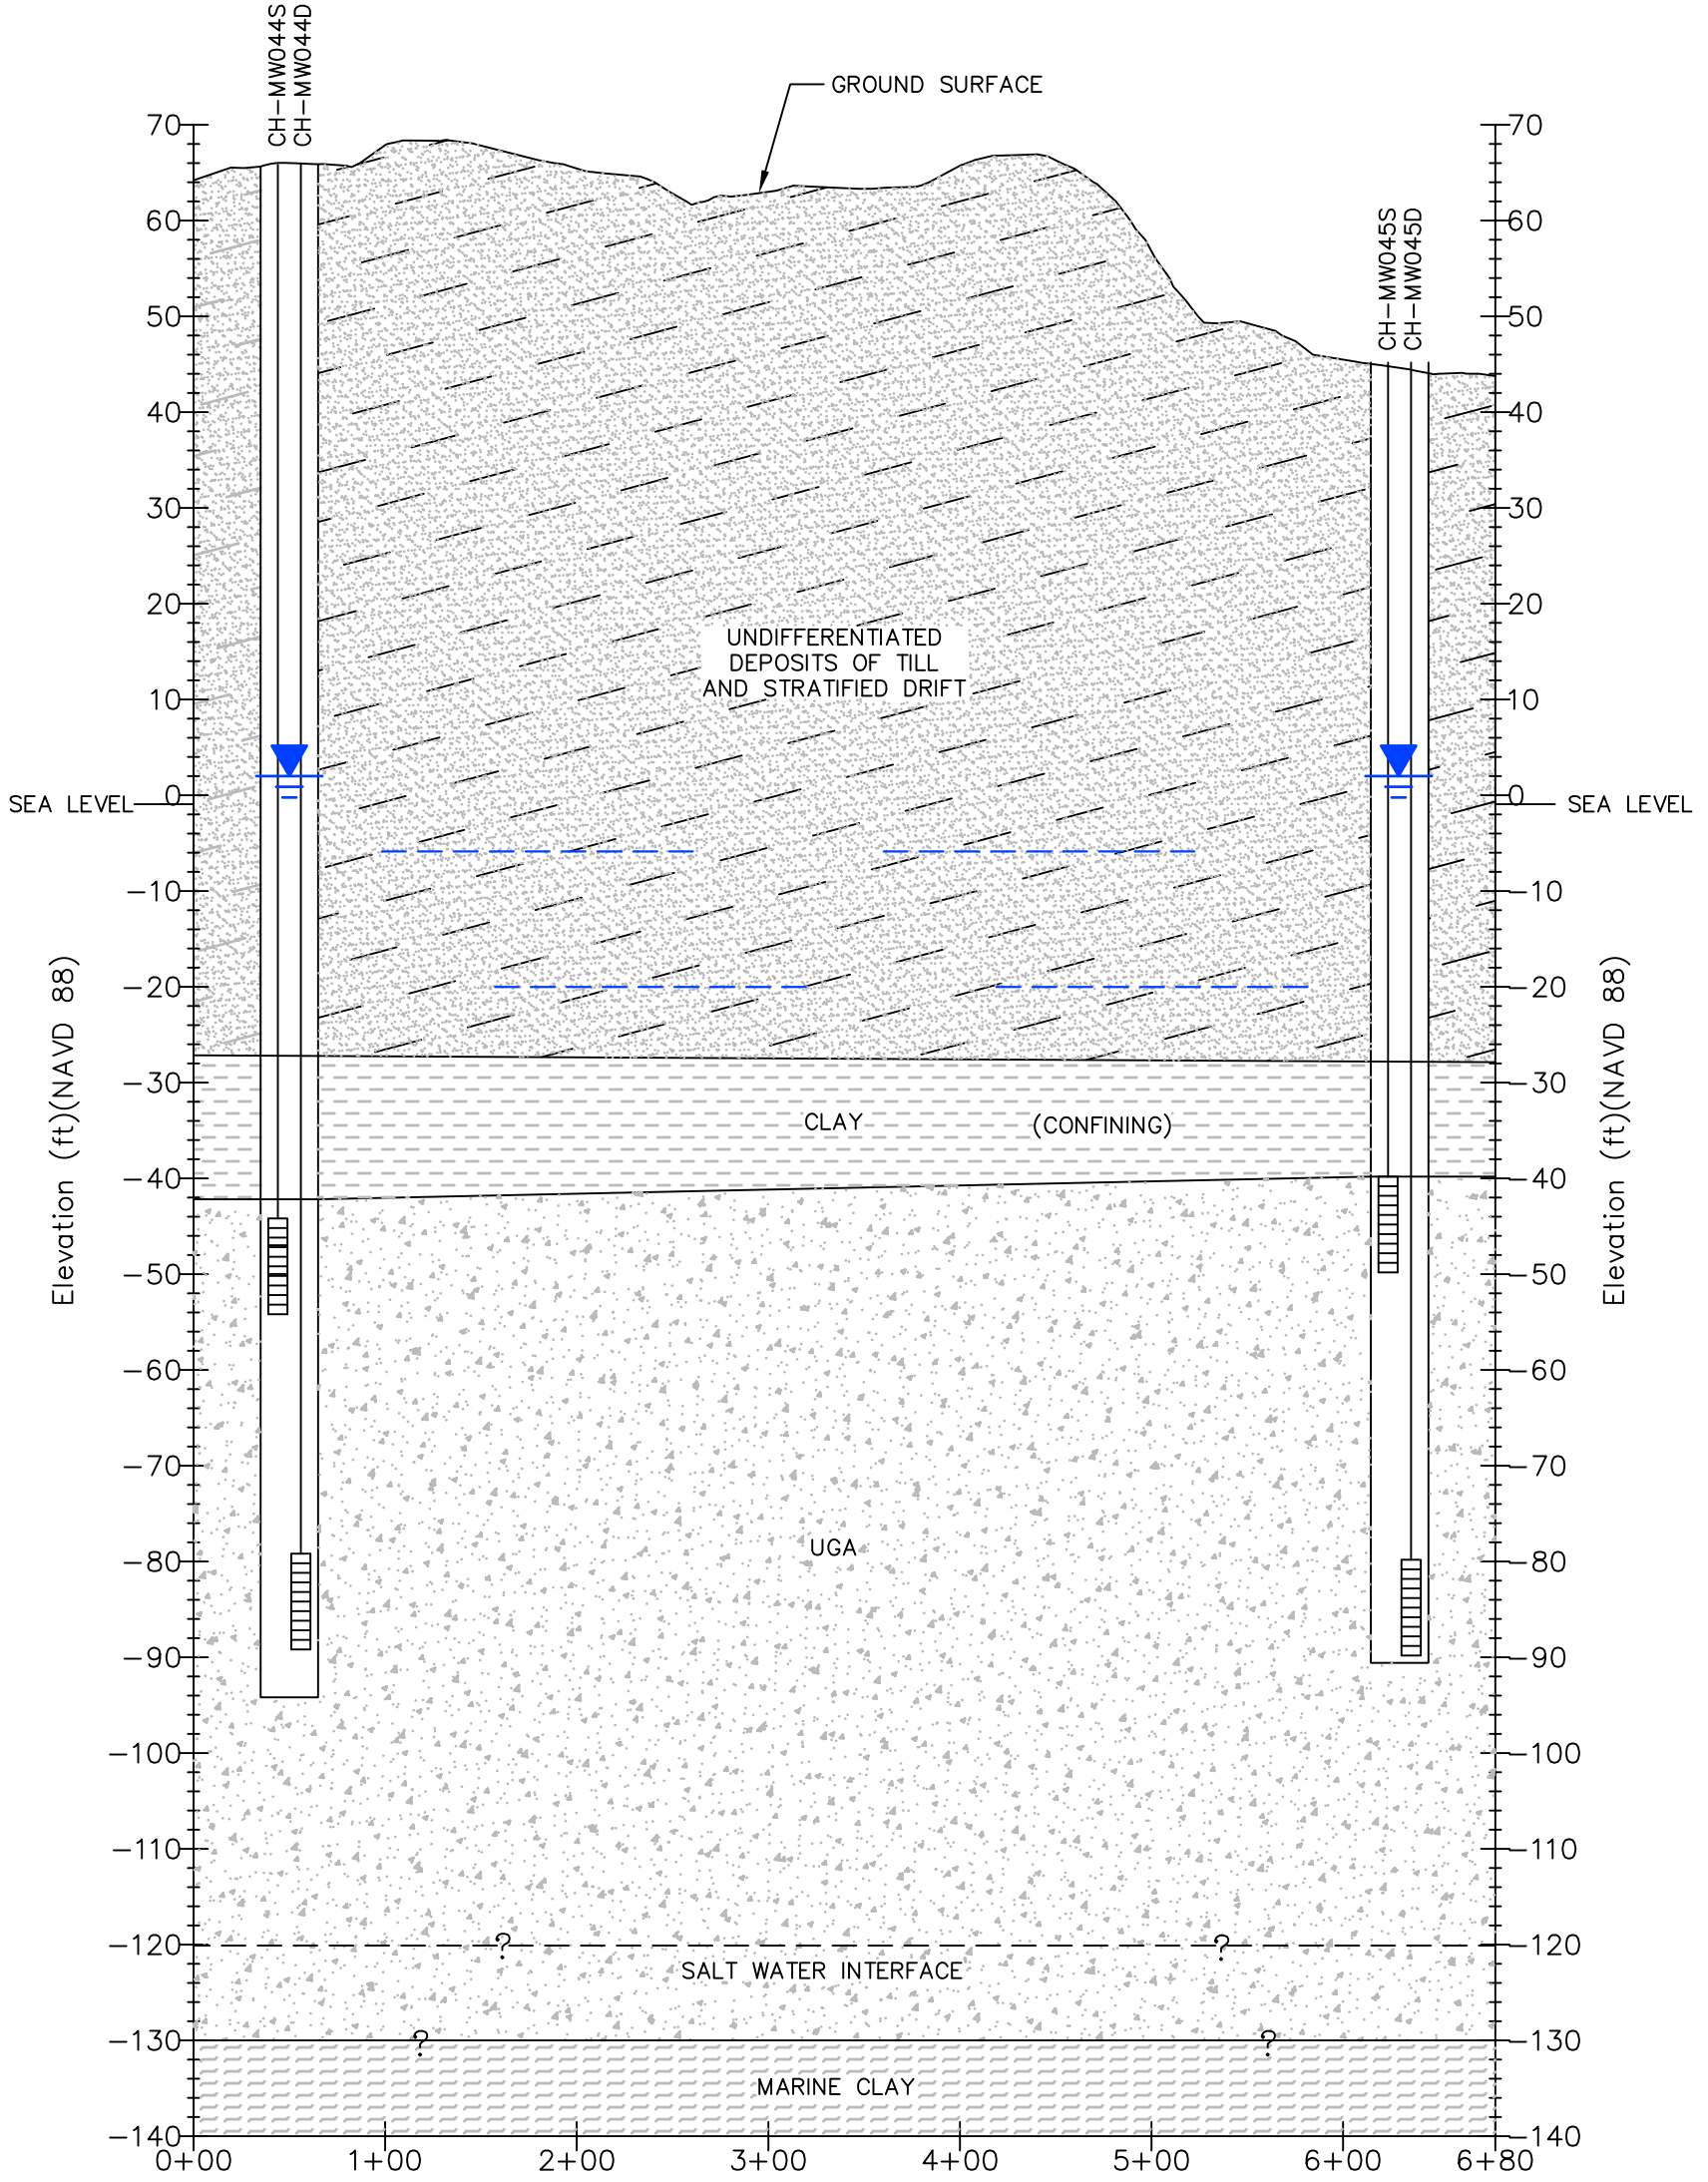 CH-MW044S
CH-MW044D
GROUND SURFACE
CH-MW045S
CH-MW045D
70
60
50
40
30
20
10
0
-10
-20
-30
-40
-50
-60
-70
-80
-90
-100
-110
-120
-130
-140
SEA LEVEL
Elevation (ft)(NAVD 88)
UNDIFFERENTIATED
DEPOSITS OF TILL
AND STRATIFIED DRIFT
CLAY (CONFINING)
UGA
? ?
SALT WATER INTERFACE
? ?
MARINE CLAY
70
60
50
40
30
20
10
0
-10
-20
-30
-40
-50
-60
-70
-80
-90
-100
-110
-120
-130
-140
SEA LEVEL
Elevation (ft)(NAVD 88)
0+00 1+00 2+00 3+00 4+00 5+00 6+00 6+80